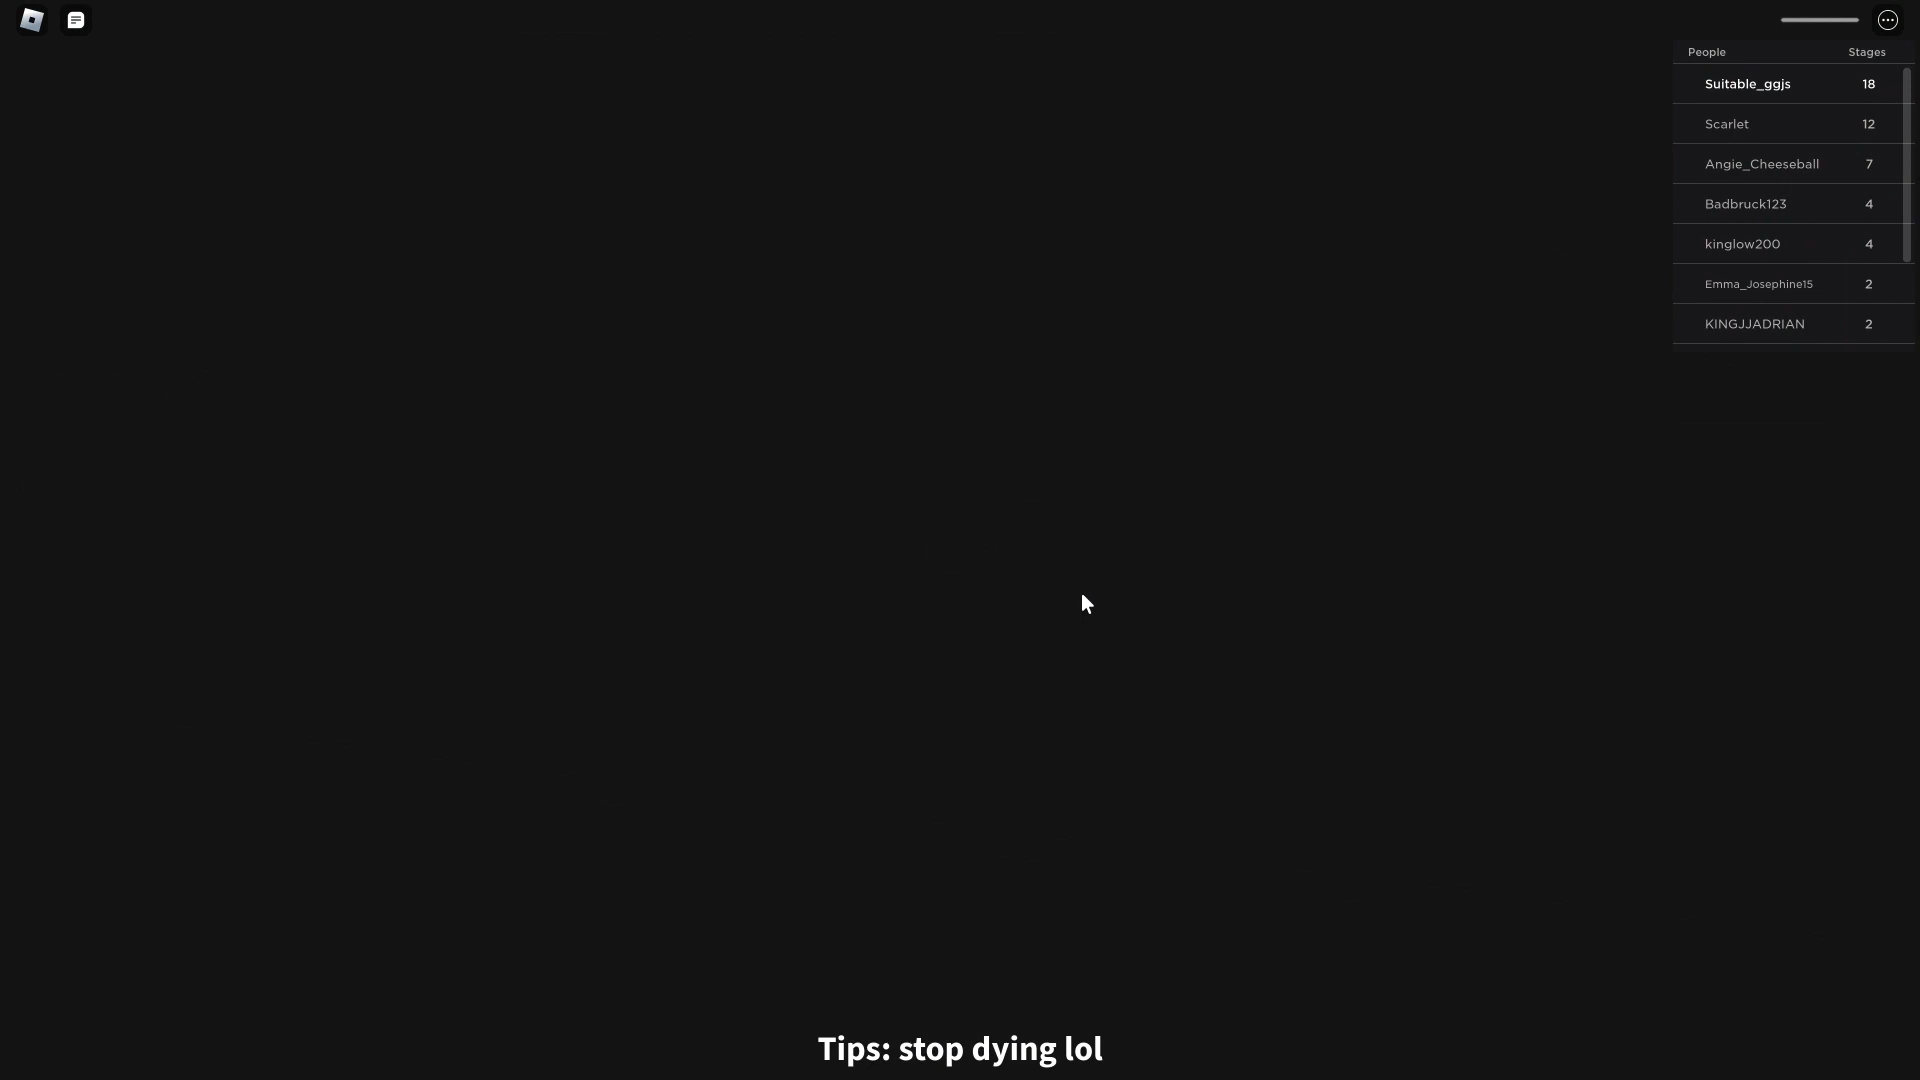 People Stages
Suitable_ggjs 18
Scarlet 12
Angie_Cheeseball 7
Badbruck123 4
kinglow200 4
Emma_Josephine15 2
KINGJJADRIAN 2
Tips: stop dying lol